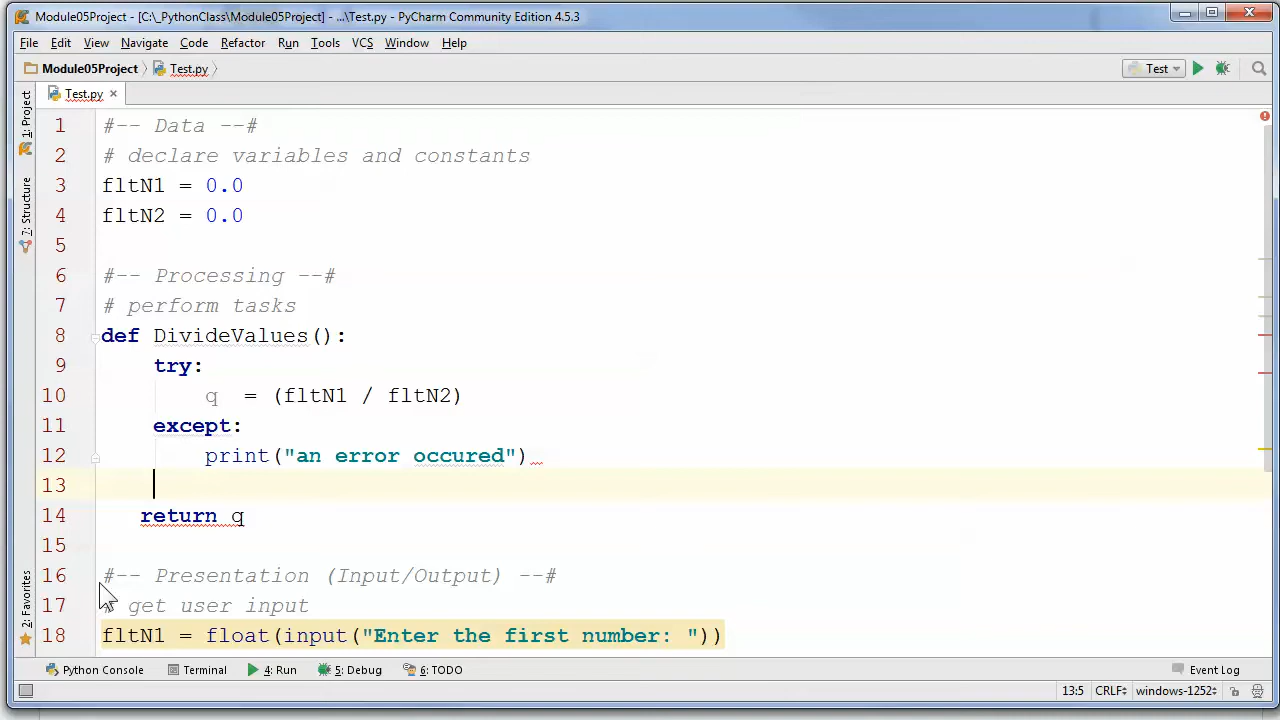 Module05Project - [C:\_PythonClass\Module05Project] - ...\Test.py - PyCharm Community Edition 4.5.3
File Edit View Navigate Code Refactor Run Tools VCS Window Help
Module05Project Test.py Test
Test.py
1: Project
7: Structure
2: Favorites
1 #-- Data --#
2 # declare variables and constants
3 fltN1 = 0.0
4 fltN2 = 0.0
5
6 #-- Processing --#
7 # perform tasks
8 def DivideValues():
9 try:
10 q = (fltN1 / fltN2)
11 except:
12 print("an error occured")
13
14 return q
15
16 #-- Presentation (Input/Output) --#
17 # get user input
18 fltN1 = float(input("Enter the first number: "))
Python Console Terminal 4: Run 5: Debug 6: TODO Event Log
13:5 CRLF windows-1252